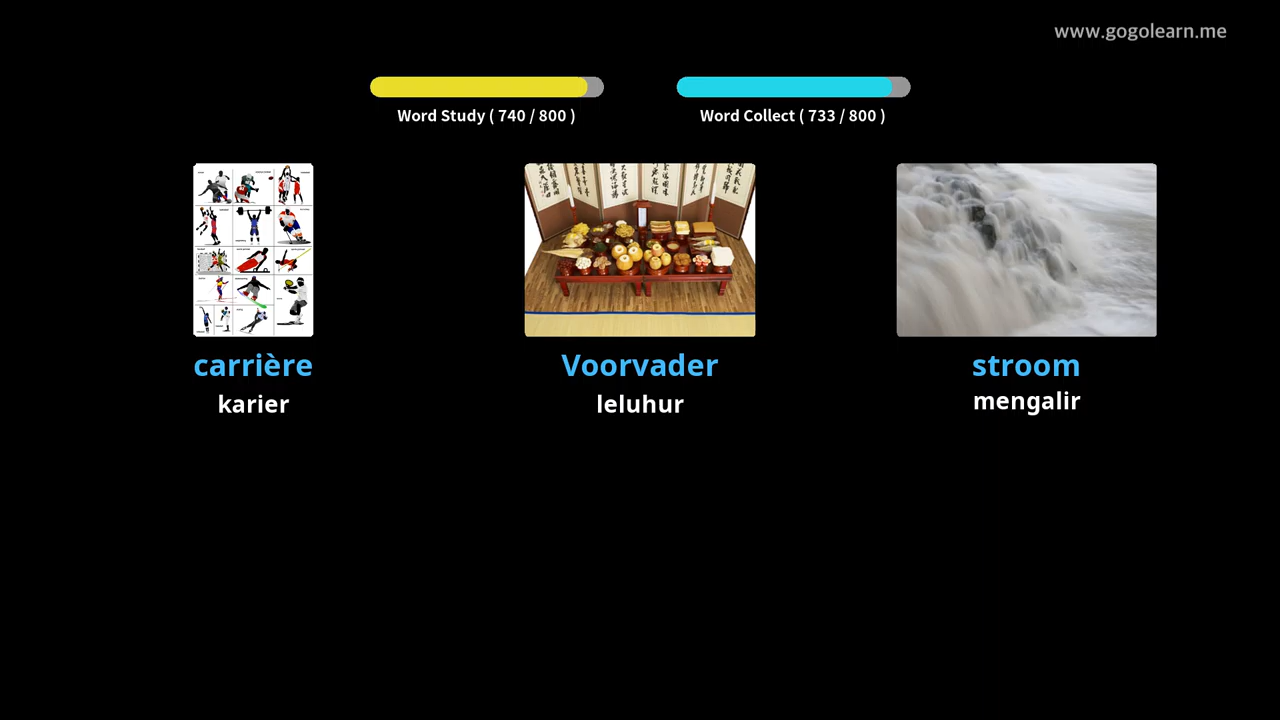 www.gogolearn.me
Word Study ( 740 / 800 )
Word Collect ( 733 / 800 )
carrière
Voorvader
stroom
karier
leluhur
mengalir